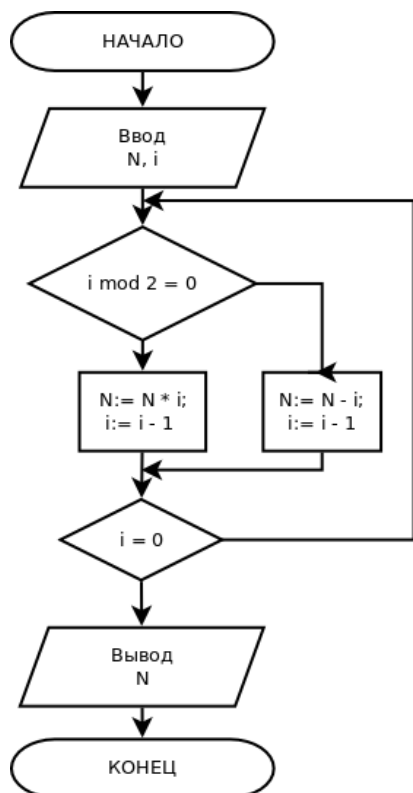 НАЧАЛО
Ввод
N, i
i mod 2 = 0
N:= N * i;
i:= i - 1
N:= N - i;
i:= i - 1
i = 0
Вывод
N
КОНЕЦ